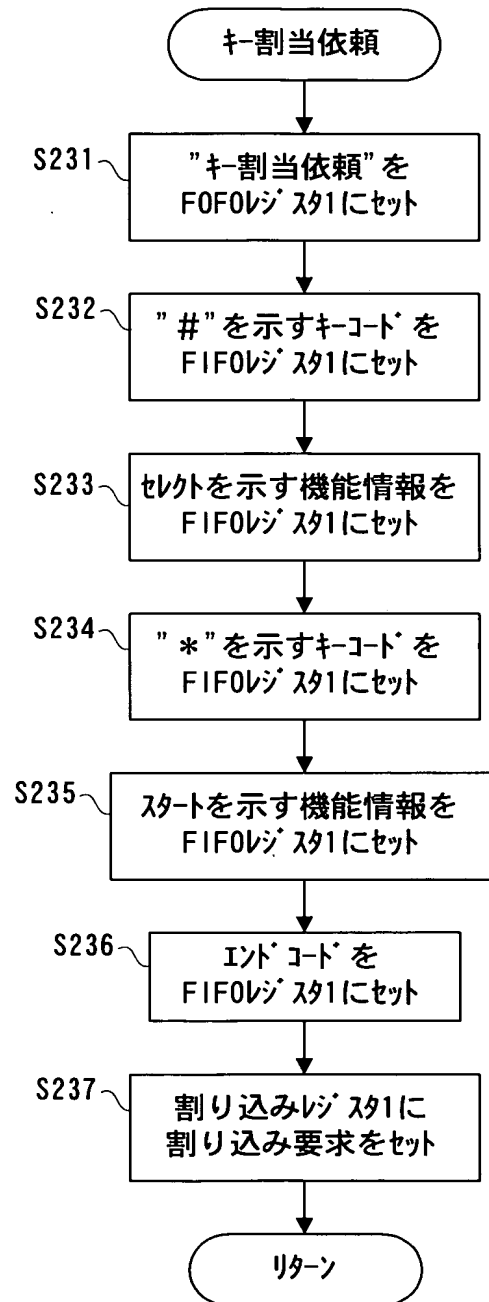 ｷｰ割当依頼
S231
"ｷｰ割当依頼"を
FOFOﾚｼﾞｽﾀ1にセット
S232
"＃"を示すキーコードを
FIFOﾚｼﾞｽﾀ1にセット
S233
ｾﾚｸﾄを示す機能情報を
FIFOﾚｼﾞｽﾀ1にセット
S234
"＊"を示すキーコードを
FIFOﾚｼﾞｽﾀ1にセット
S235
ｽﾀｰﾄを示す機能情報を
FIFOﾚｼﾞｽﾀ1にセット
S236
ｴﾝﾄﾞｺｰﾄﾞを
FIFOﾚｼﾞｽﾀ1にセット
S237
割り込みﾚｼﾞｽﾀ1に
割り込み要求をセット
ﾘﾀｰﾝ